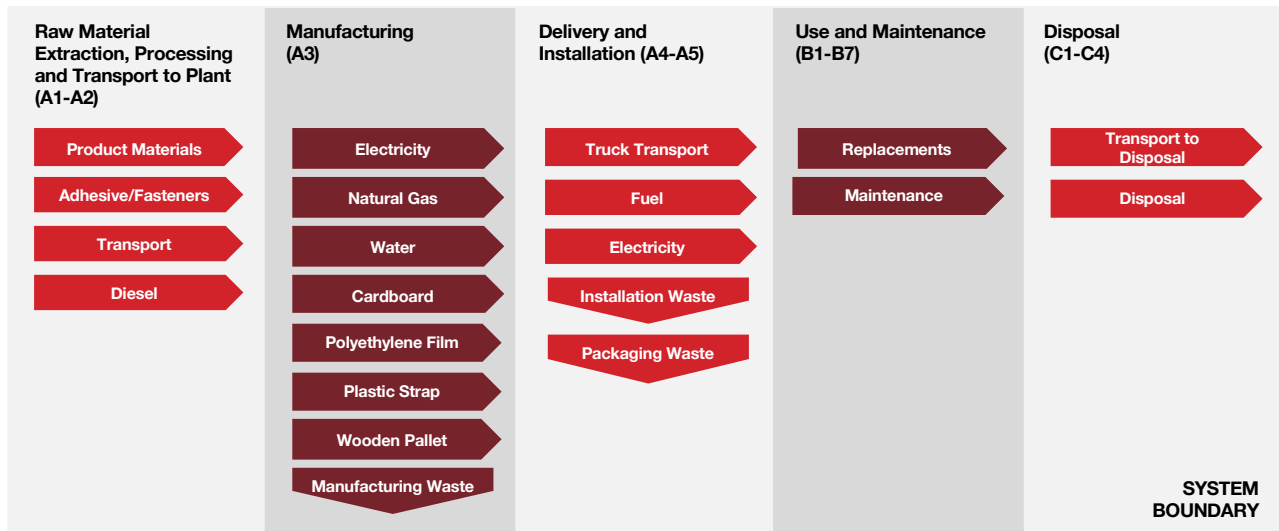 Raw Material
Extraction, Processing
and Transport to Plant
(A1-A2)
Product Materials
Adhesive/Fasteners
Transport
Diesel
Manufacturing
(A3)
Electricity
Natural Gas
Water
Cardboard
Polyethylene Film
Plastic Strap
Wooden Pallet
Manufacturing Waste
Delivery and
Installation (A4-A5)
Truck Transport
Fuel
Electricity
Installation Waste
Packaging Waste
Use and Maintenance
(B1-B7)
Replacements
Maintenance
Disposal
(C1-C4)
Transport to
Disposal
Disposal
SYSTEM
BOUNDARY